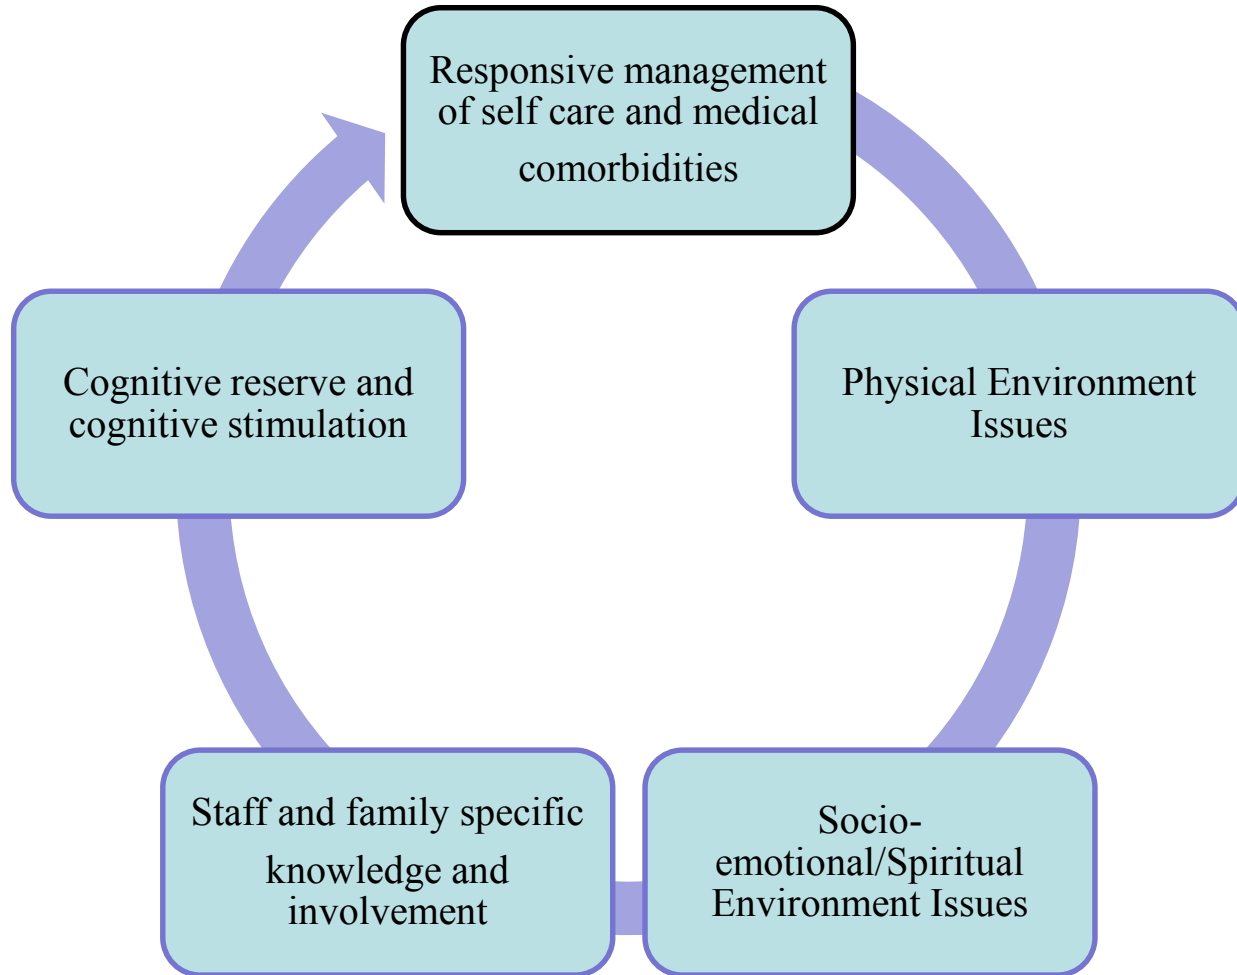 Responsive management
of self care and medical
comorbidities
Physical Environment
Issues
Socio-
emotional/Spiritual
Environment Issues
Staff and family specific
knowledge and
involvement
Cognitive reserve and
cognitive stimulation